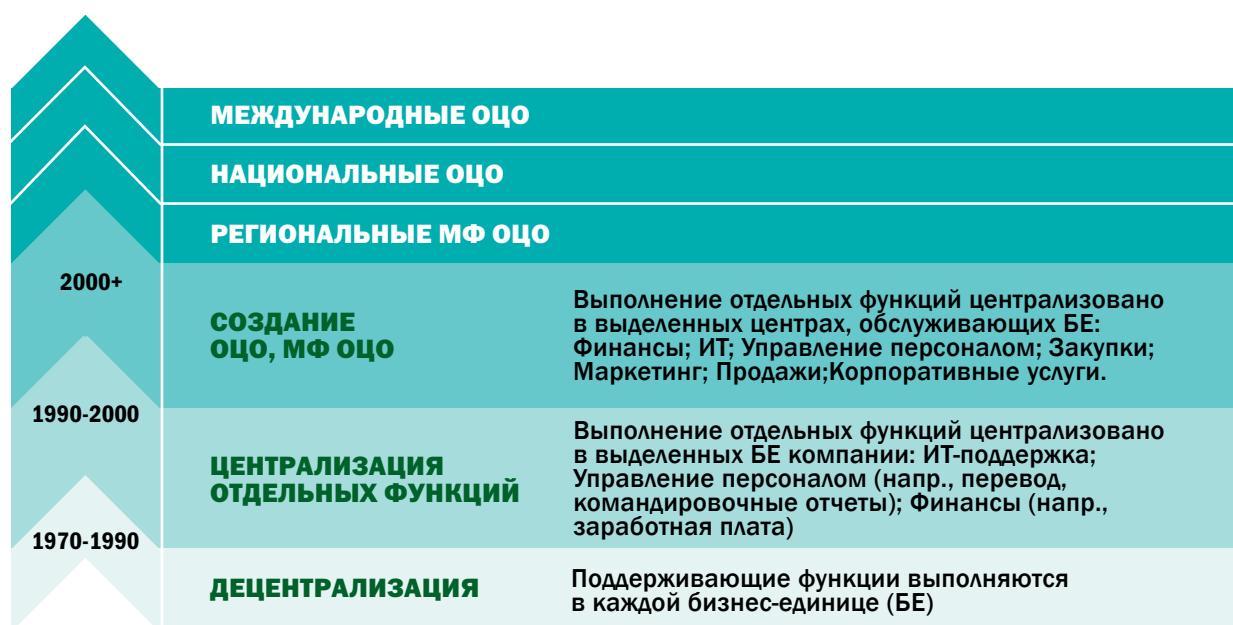 МЕЖДУНАРОДНЫЕ ОЦО
НАЦИОНАЛЬНЫЕ ОЦО
РЕГИОНАЛЬНЫЕ МФ ОЦО
2000+
СОЗДАНИЕ
ОЦО, МФ ОЦО
Выполнение отдельных функций централизовано
в выделенных центрах, обслуживающих БЕ:
Финансы; ИТ; Управление персоналом; Закупки;
Маркетинг; Продажи;Корпоративные услуги.
1990-2000
ЦЕНТРАЛИЗАЦИЯ
ОТДЕЛЬНЫХ ФУНКЦИЙ
Выполнение отдельных функций централизовано
в выделенных БЕ компании: ИТ-поддержка;
Управление персоналом (напр., перевод,
командировочные отчеты); Финансы (напр.,
заработная плата)
1970-1990
ДЕЦЕНТРАЛИЗАЦИЯ
Поддерживающие функции выполняются
в каждой бизнес-единице (БЕ)